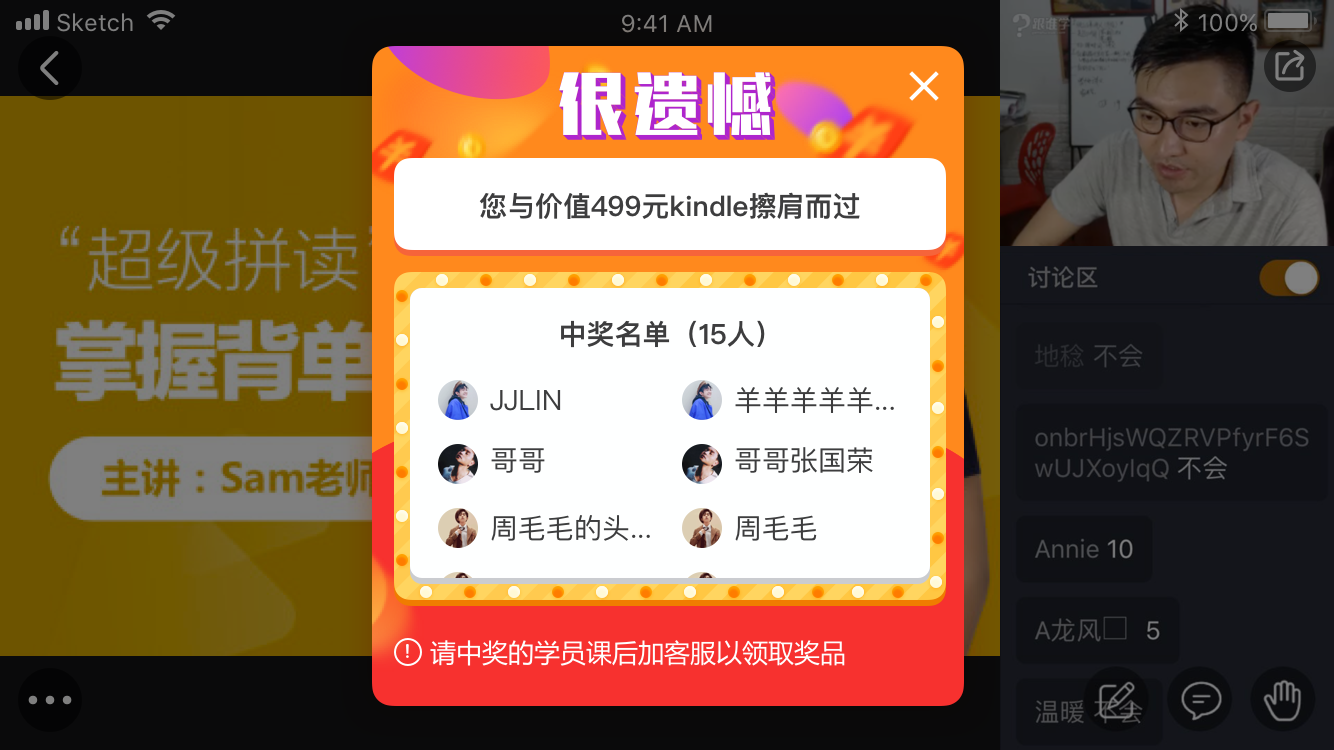 Sketch
9:41 AM
100%
很遗憾
您与价值499元kindle擦肩而过
中奖名单（15人）
JJLIN
羊羊羊羊羊...
哥哥
哥哥张国荣
周毛毛的头...
周毛毛
请中奖的学员课后加客服以领取奖品
“超级拼读”
掌握背单
主讲：Sam老师
讨论区
地稔 不会
onbrHjsWQZRVPfyrF6S
wUJXoyIqQ 不会
Annie 10
A龙风□ 5
温暖 不会